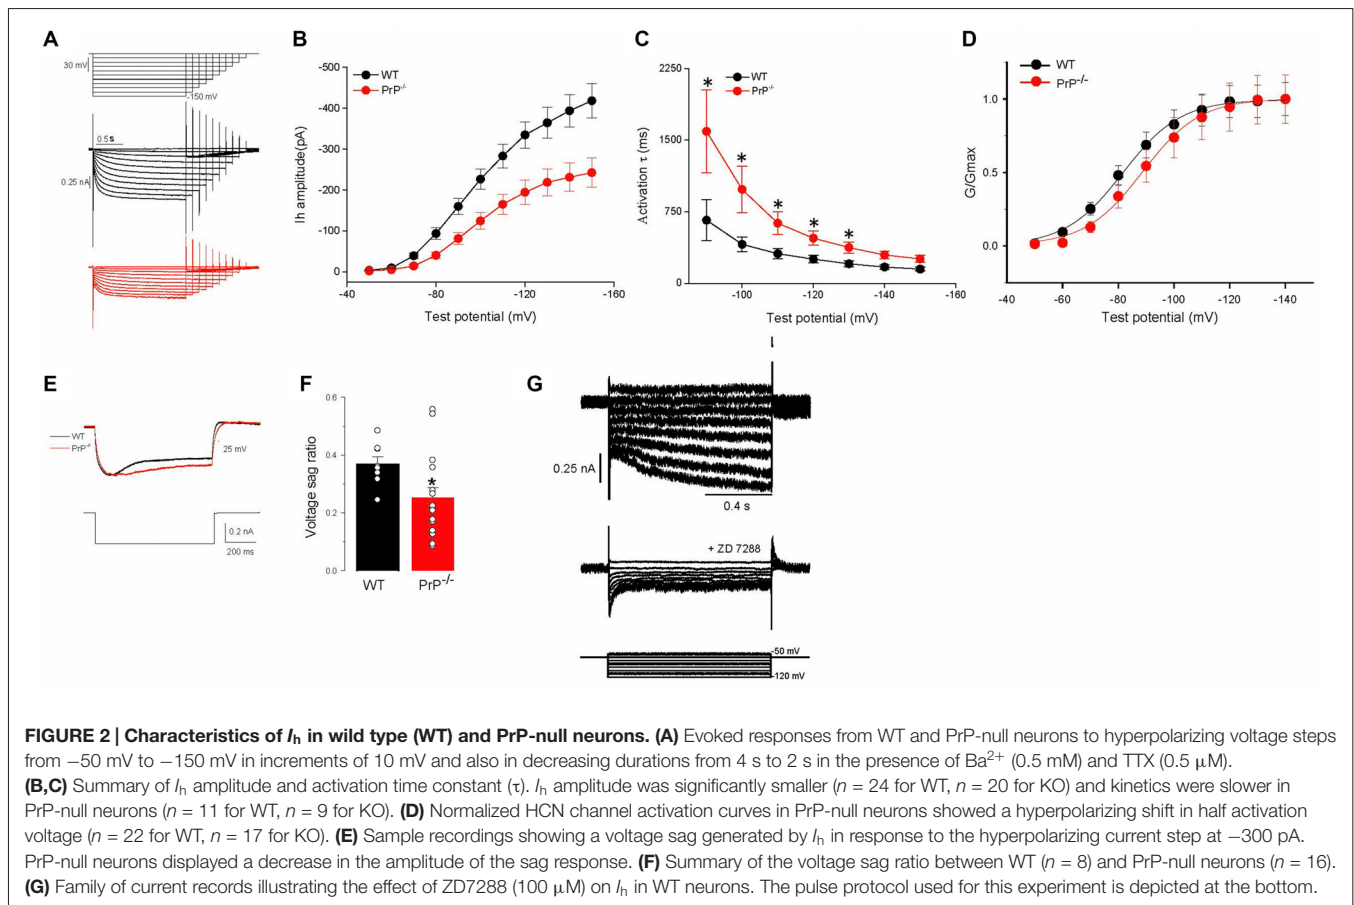 A
30 mV
-150 mV
0.5 s
0.25 nA
B
WT
PrP-/-
-500
-400
-300
-200
-100
0
Ih amplitude(pA)
-40
-80
-120
-160
Test potential (mV)
C
WT
PrP-/-
2250
1500
750
0
Activation τ (ms)
* * * * *
-100
-120
-140
-160
Test potential (mV)
D
WT
PrP-/-
1.0
0.5
0.0
G/Gmax
-40
-60
-80
-100
-120
-140
Test potential (mV)
E
WT
PrP-/-
25 mV
0.2 nA
200 ms
F
0.6
0.4
0.2
0.0
Voltage sag ratio
*
WT
PrP-/-
G
0.25 nA
0.4 s
+ ZD 7288
-50 mV
-120 mV
FIGURE 2 | Characteristics of Ih in wild type (WT) and PrP-null neurons. (A) Evoked responses from WT and PrP-null neurons to hyperpolarizing voltage steps
from −50 mV to −150 mV in increments of 10 mV and also in decreasing durations from 4 s to 2 s in the presence of Ba2+ (0.5 mM) and TTX (0.5 μM).
(B,C) Summary of Ih amplitude and activation time constant (τ). Ih amplitude was significantly smaller (n = 24 for WT, n = 20 for KO) and kinetics were slower in
PrP-null neurons (n = 11 for WT, n = 9 for KO). (D) Normalized HCN channel activation curves in PrP-null neurons showed a hyperpolarizing shift in half activation
voltage (n = 22 for WT, n = 17 for KO). (E) Sample recordings showing a voltage sag generated by Ih in response to the hyperpolarizing current step at −300 pA.
PrP-null neurons displayed a decrease in the amplitude of the sag response. (F) Summary of the voltage sag ratio between WT (n = 8) and PrP-null neurons (n = 16).
(G) Family of current records illustrating the effect of ZD7288 (100 μM) on Ih in WT neurons. The pulse protocol used for this experiment is depicted at the bottom.